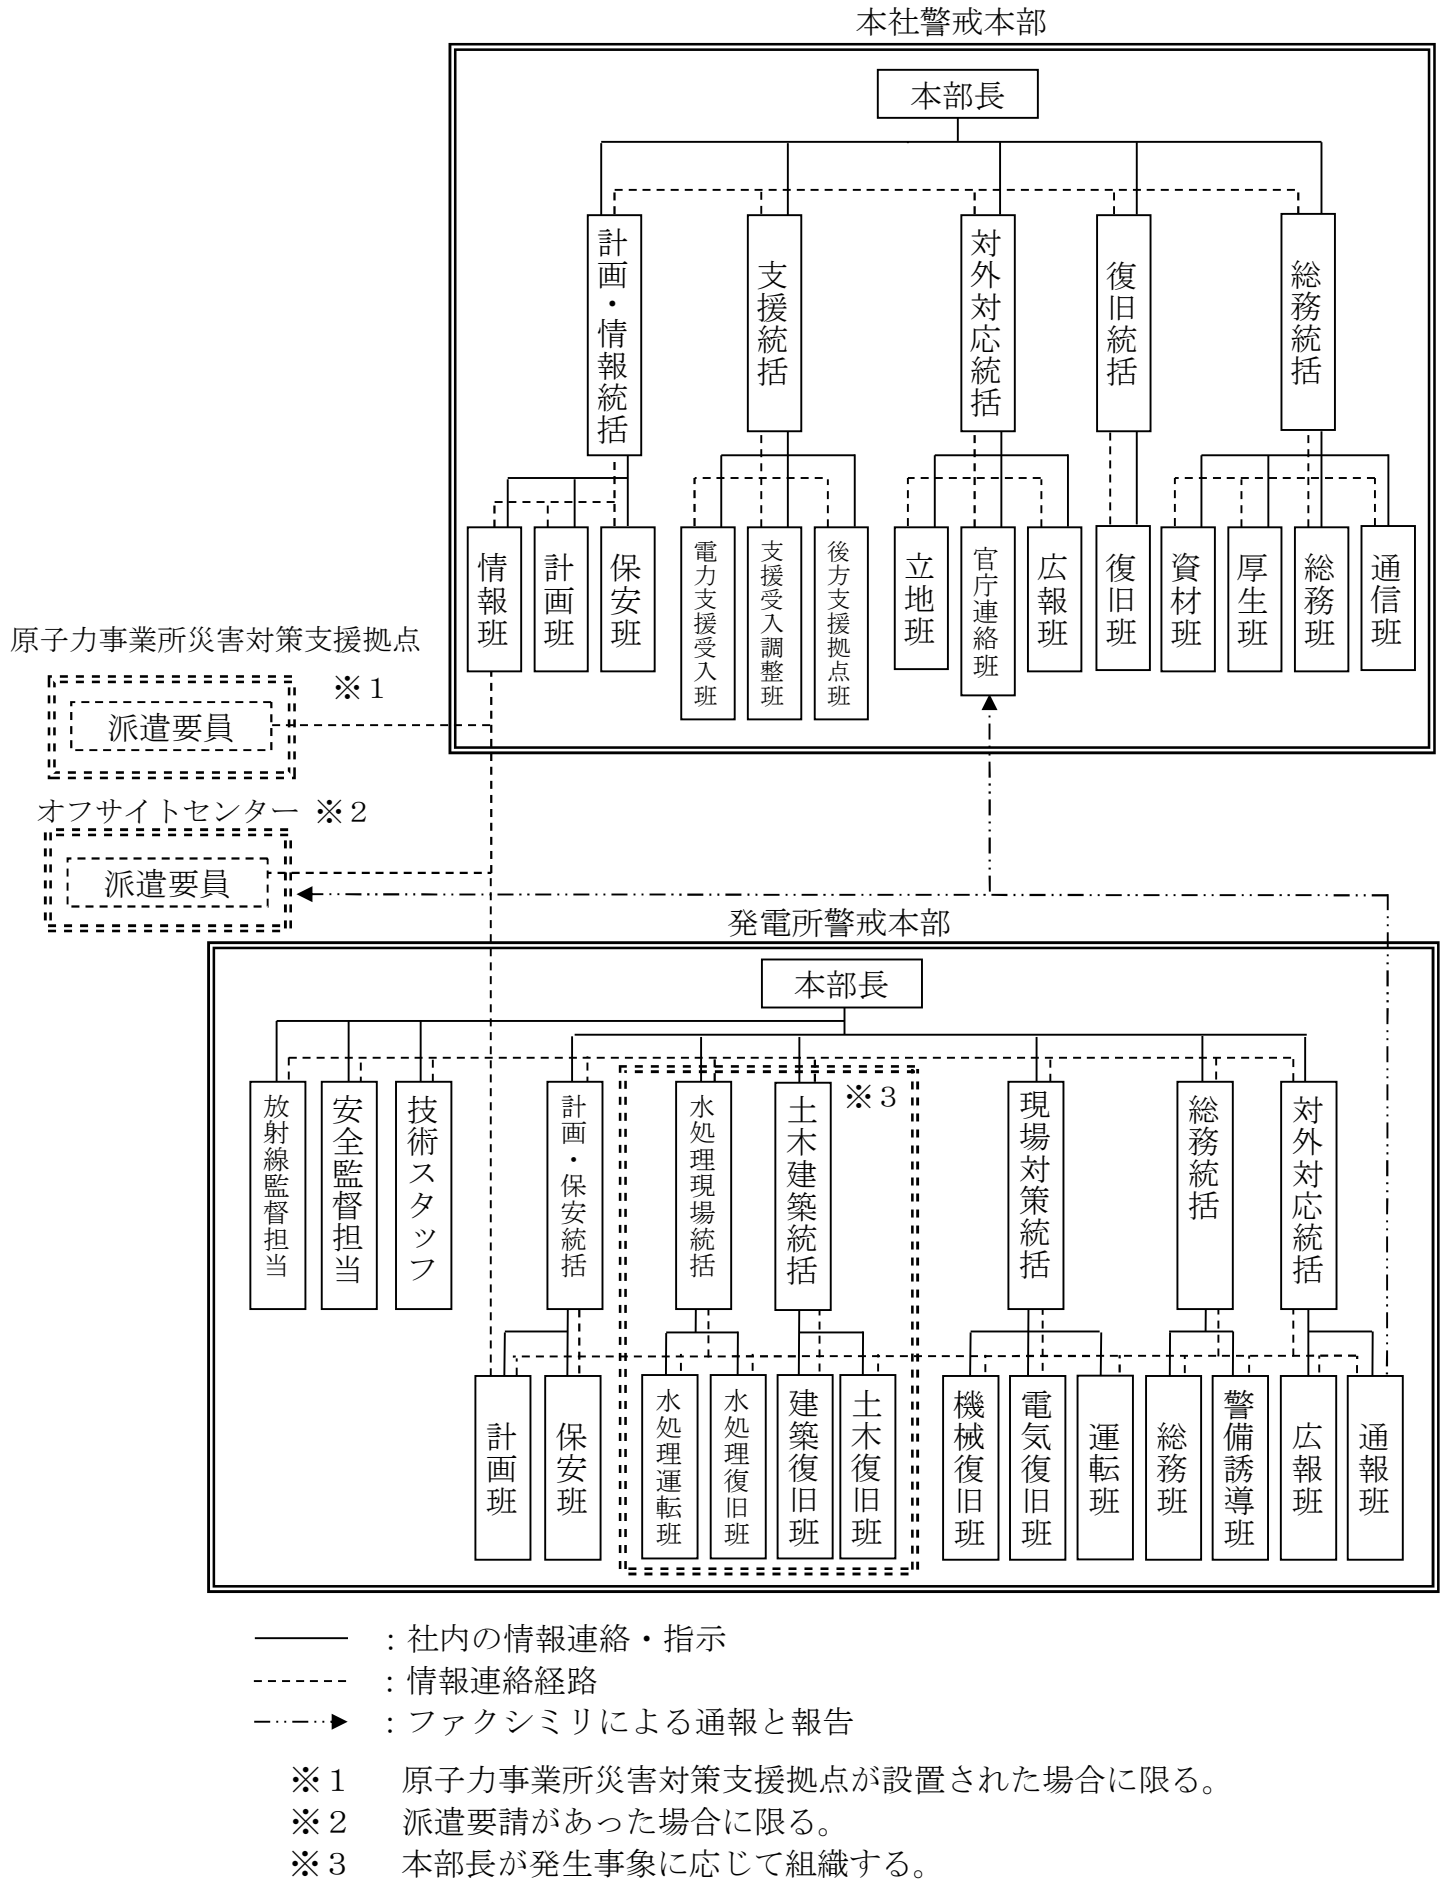 本社警戒本部
本部長
計画・情報統括
支援統括
対外対応統括
復旧統括
総務統括
情報班
計画班
保安班
電力支援受入班
支援受入調整班
後方支援拠点班
立地班
官庁連絡班
広報班
復旧班
資材班
厚生班
総務班
通信班
原子力事業所災害対策支援拠点
※１
派遣要員
オフサイトセンター ※２
派遣要員
発電所警戒本部
本部長
放射線監督担当
安全監督担当
技術スタッフ
計画・保安統括
水処理現場統括
土木建築統括
※３
現場対策統括
総務統括
対外対応統括
計画班
保安班
水処理運転班
水処理復旧班
建築復旧班
土木復旧班
機械復旧班
電気復旧班
運転班
総務班
警備誘導班
広報班
通報班
：社内の情報連絡・指示
：情報連絡経路
：ファクシミリによる通報と報告
※１　原子力事業所災害対策支援拠点が設置された場合に限る。
※２　派遣要請があった場合に限る。
※３　本部長が発生事象に応じて組織する。